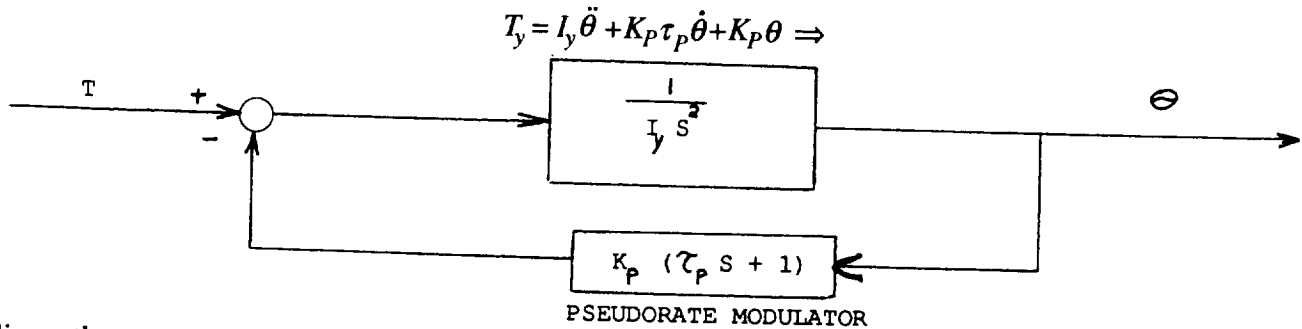 T_y = I_y θ̈ + K_P τ_P θ̇ + K_P θ ⇒
T
+
-
1
I_y S^2
θ
K_p (τ_p S + 1)
PSEUDORATE MODULATOR